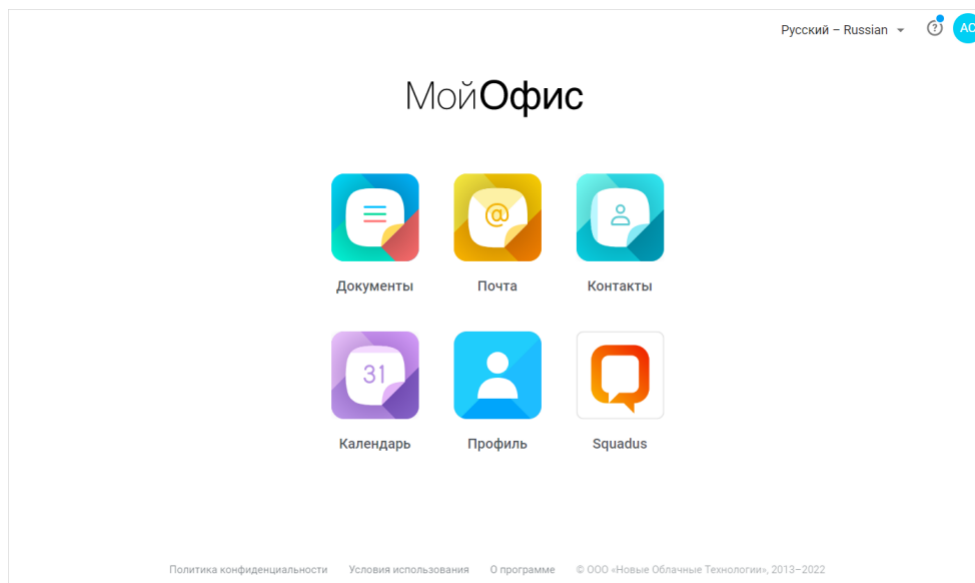 Русский – Russian
? АС
МойОфис
@
Документы Почта Контакты
31
Календарь Профиль Squadus
Политика конфиденциальности Условия использования О программе © ООО «Новые Облачные Технологии», 2013–2022